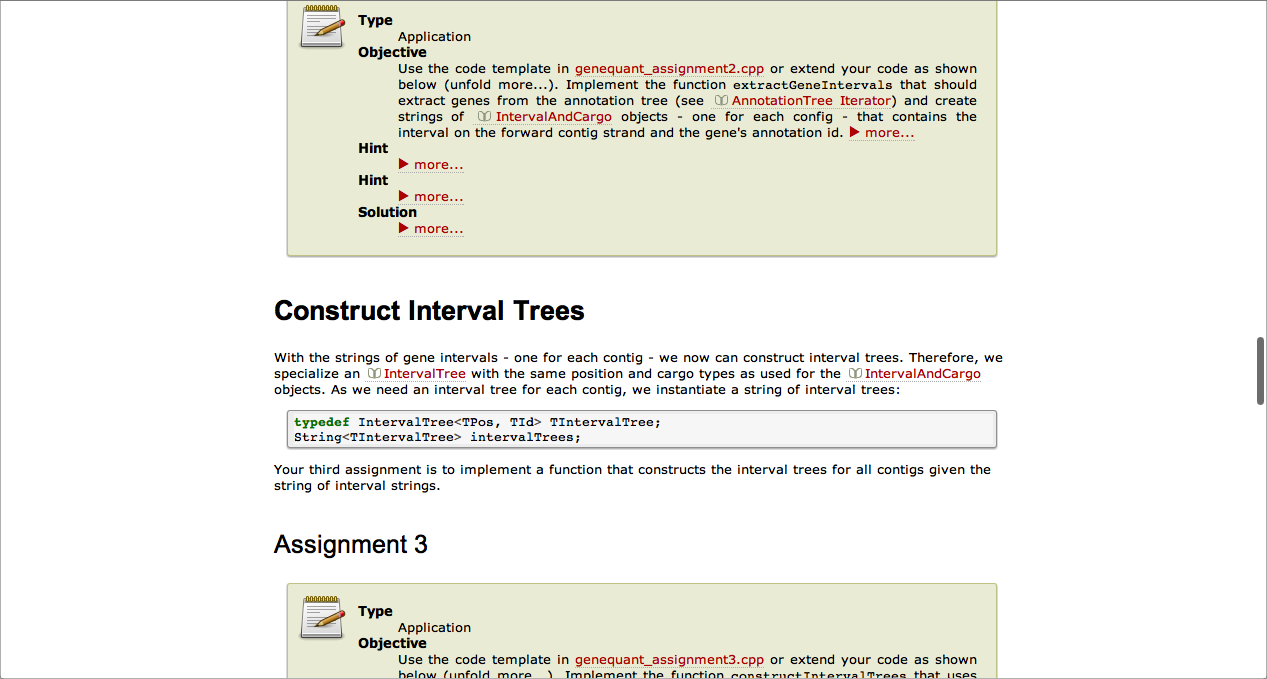 Type
Application
Objective
Use the code template in genequant_assignment2.cpp or extend your code as shown
below (unfold more...). Implement the function extractGeneIntervals that should
extract genes from the annotation tree (see AnnotationTree Iterator) and create
strings of IntervalAndCargo objects - one for each config - that contains the
interval on the forward contig strand and the gene's annotation id. ▶ more...
Hint
▶ more...
Hint
▶ more...
Solution
▶ more...
Construct Interval Trees
With the strings of gene intervals - one for each contig - we now can construct interval trees. Therefore, we
specialize an IntervalTree with the same position and cargo types as used for the IntervalAndCargo
objects. As we need an interval tree for each contig, we instantiate a string of interval trees:
typedef IntervalTree<TPos, TId> TIntervalTree;
String<TIntervalTree> intervalTrees;
Your third assignment is to implement a function that constructs the interval trees for all contigs given the
string of interval strings.
Assignment 3
Type
Application
Objective
Use the code template in genequant_assignment3.cpp or extend your code as shown
below (unfold more...). Implement the function constructIntervalTrees that uses